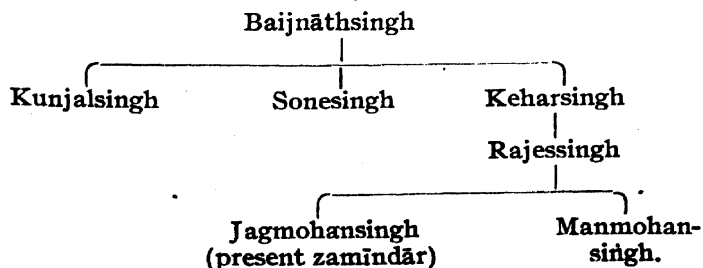 Baijnāthsingh
Kunjalsingh Sonesingh Keharsingh
Rajessingh
Jagmohansingh Manmohan-
(present zamīndār) singh.